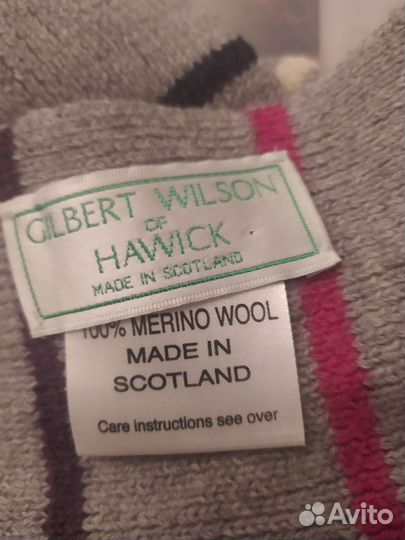 GILBERT WILSON
OF
HAWICK
MADE IN SCOTLAND
100% MERINO WOOL
MADE IN
SCOTLAND
Care instructions see over
Avito